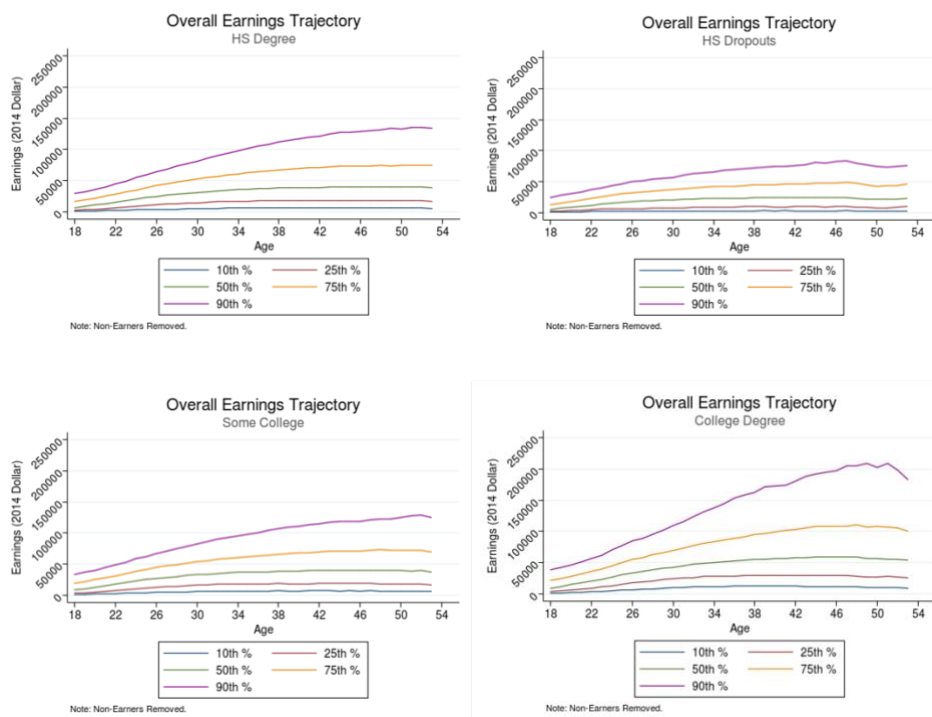 Overall Earnings Trajectory
HS Degree
Earnings (2014 Dollar)
250000
200000
150000
100000
50000
0
18 22 26 30 34 38 42 46 50 54
Age
10th % 25th %
50th % 75th %
90th %
Note: Non-Earners Removed.
Overall Earnings Trajectory
HS Dropouts
Earnings (2014 Dollar)
250000
200000
150000
100000
50000
0
18 22 26 30 34 38 42 46 50 54
Age
10th % 25th %
50th % 75th %
90th %
Note: Non-Earners Removed.
Overall Earnings Trajectory
Some College
Earnings (2014 Dollar)
250000
200000
150000
100000
50000
0
18 22 26 30 34 38 42 46 50 54
Age
10th % 25th %
50th % 75th %
90th %
Note: Non-Earners Removed.
Overall Earnings Trajectory
College Degree
Earnings (2014 Dollar)
250000
200000
150000
100000
50000
0
18 22 26 30 34 38 42 46 50 54
Age
10th % 25th %
50th % 75th %
90th %
Note: Non-Earners Removed.